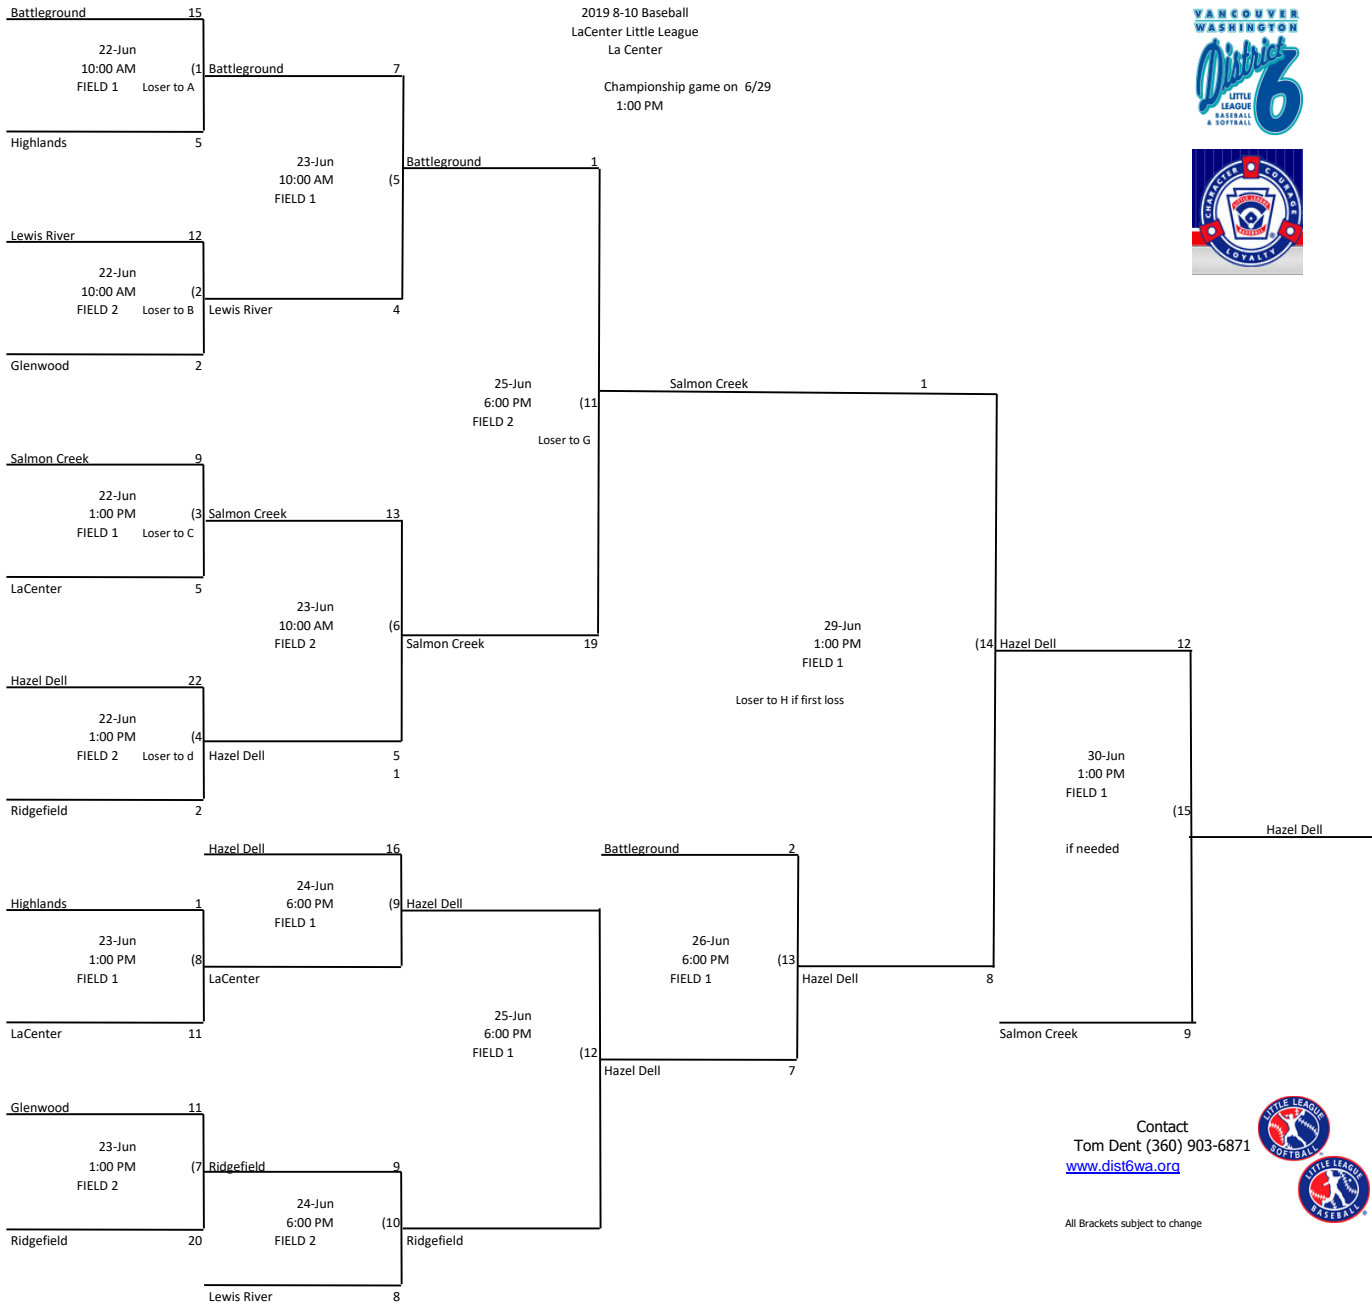 2019 8-10 Baseball
LaCenter Little League
La Center
Championship game on 6/29
1:00 PM
VANCOUVER
WASHINGTON
District 6
LITTLE
LEAGUE
BASEBALL
& SOFTBALL
CHARACTER COURAGE LOYALTY
LITTLE LEAGUE
BASEBALL
®
Battleground 15
22-Jun
10:00 AM (1
FIELD 1 Loser to A
Highlands 5
Battleground 7
23-Jun
10:00 AM (5
FIELD 1
Lewis River 12
22-Jun
10:00 AM (2
FIELD 2 Loser to B
Glenwood 2
Lewis River 4
Battleground 1
25-Jun
6:00 PM (11
FIELD 2
Loser to G
Salmon Creek 9
22-Jun
1:00 PM (3
FIELD 1 Loser to C
LaCenter 5
Salmon Creek 13
23-Jun
10:00 AM (6
FIELD 2
Hazel Dell 22
22-Jun
1:00 PM (4
FIELD 2 Loser to d
Ridgefield 2
Hazel Dell 5
1
Salmon Creek 19
Salmon Creek 1
29-Jun
1:00 PM (14
FIELD 1
Loser to H if first loss
Hazel Dell 12
30-Jun
1:00 PM
FIELD 1
(15
if needed
Hazel Dell
Salmon Creek 9
Hazel Dell 16
24-Jun
6:00 PM (9
FIELD 1
Highlands 1
23-Jun
1:00 PM (8
FIELD 1
LaCenter 11
LaCenter
Hazel Dell
25-Jun
6:00 PM
FIELD 1 (12
Battleground 2
26-Jun
6:00 PM (13
FIELD 1
Hazel Dell 7
Hazel Dell 8
Glenwood 11
23-Jun
1:00 PM (7
FIELD 2
Ridgefield 20
Ridgefield 9
24-Jun
6:00 PM (10
FIELD 2
Lewis River 8
Ridgefield
Contact
Tom Dent (360) 903-6871
www.dist6wa.org
All Brackets subject to change
LITTLE LEAGUE
SOFTBALL
LITTLE LEAGUE
BASEBALL